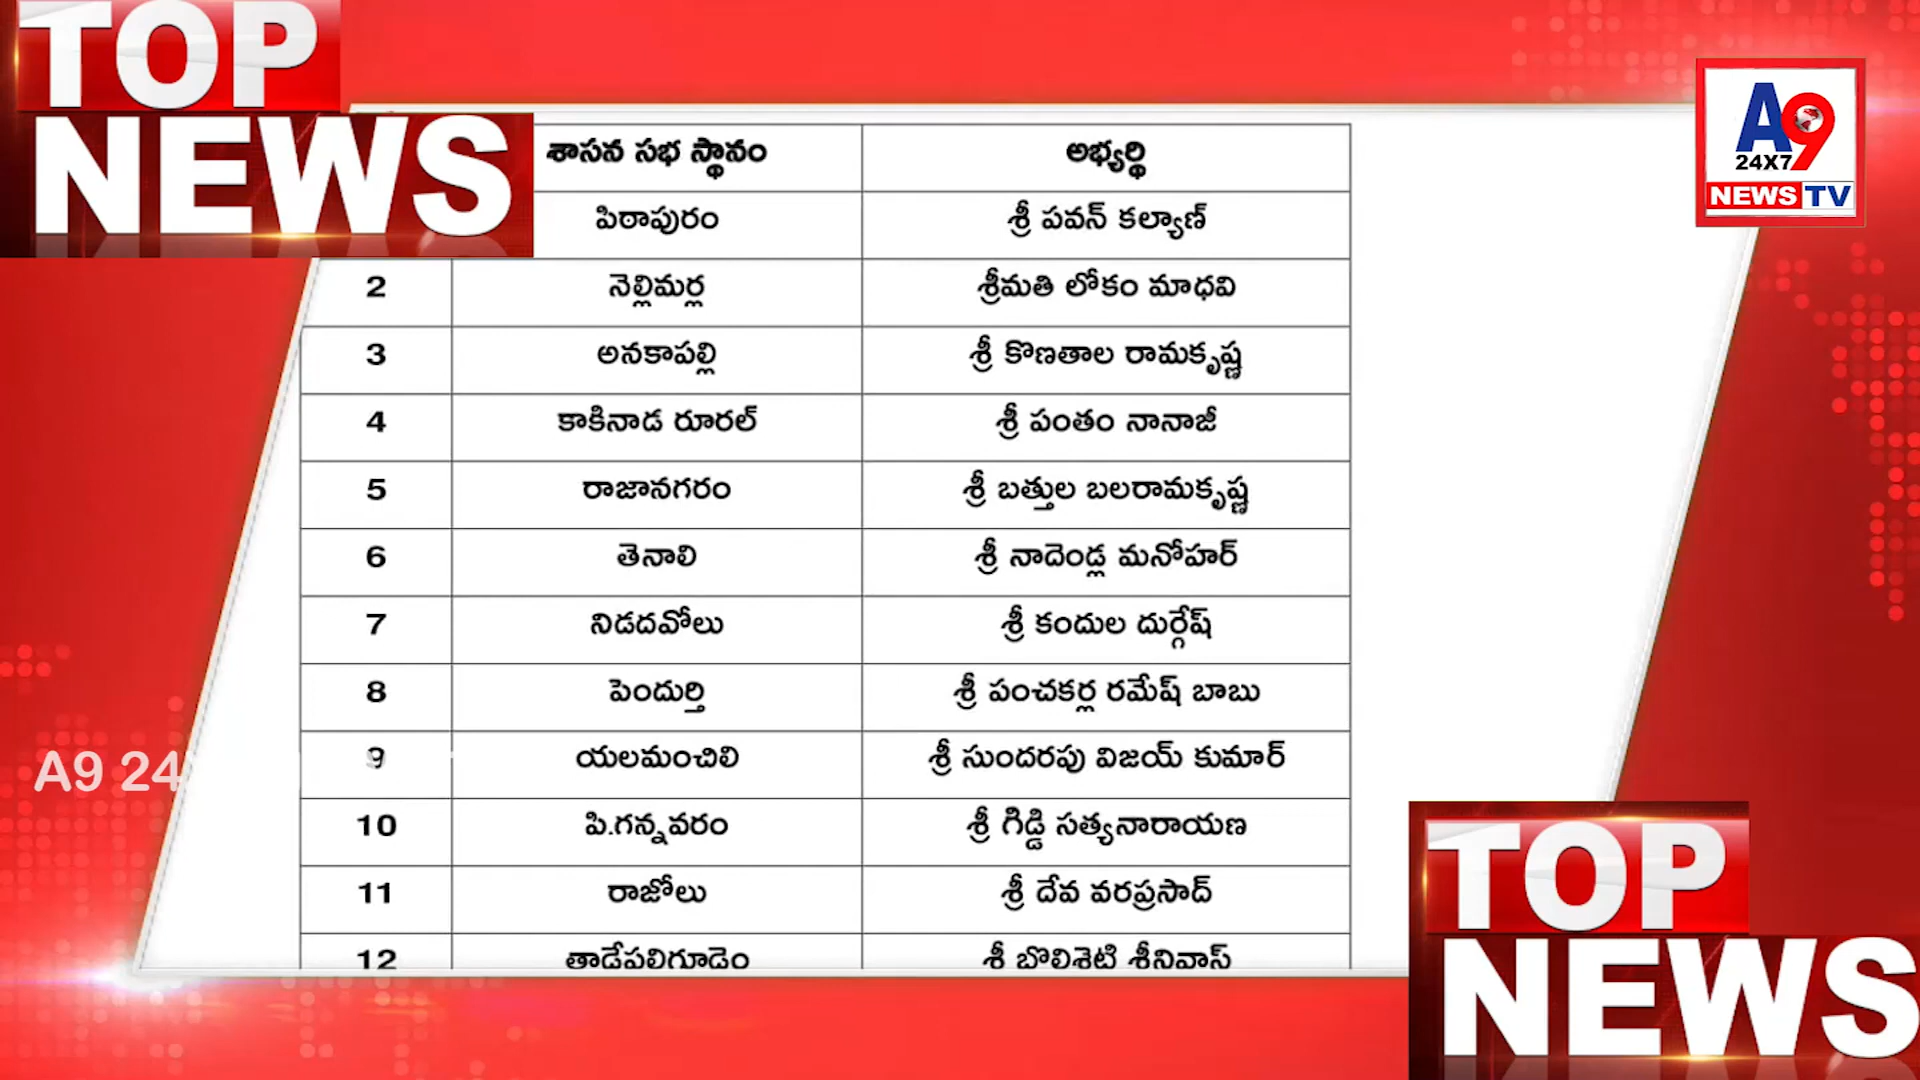 TOP
NEWS
A9
24X7
NEWS TV
శాసన సభ స్థానం అభ్యర్థి
పిఠాపురం శ్రీ పవన్ కల్యాణ్
2 నెల్లిమర్ల శ్రీమతి లోకం మాధవి
3 అనకాపల్లి శ్రీ కొణతాల రామకృష్ణ
4 కాకినాడ రూరల్ శ్రీ పంతం నానాజీ
5 రాజానగరం శ్రీ బత్తుల బలరామకృష్ణ
6 తెనాలి శ్రీ నాదెండ్ల మనోహర్
7 నిడదవోలు శ్రీ కందుల దుర్గేష్
8 పెందుర్తి శ్రీ పంచకర్ల రమేష్ బాబు
9 యలమంచిలి శ్రీ సుందరపు విజయ్ కుమార్
10 పి.గన్నవరం శ్రీ గిడ్డి సత్యనారాయణ
11 రాజోలు శ్రీ దేవ వరప్రసాద్
12 తాడేపల్లిగూడెం శ్రీ బొలిశెటి శ్రీనివాస్
A9 24
TOP
NEWS